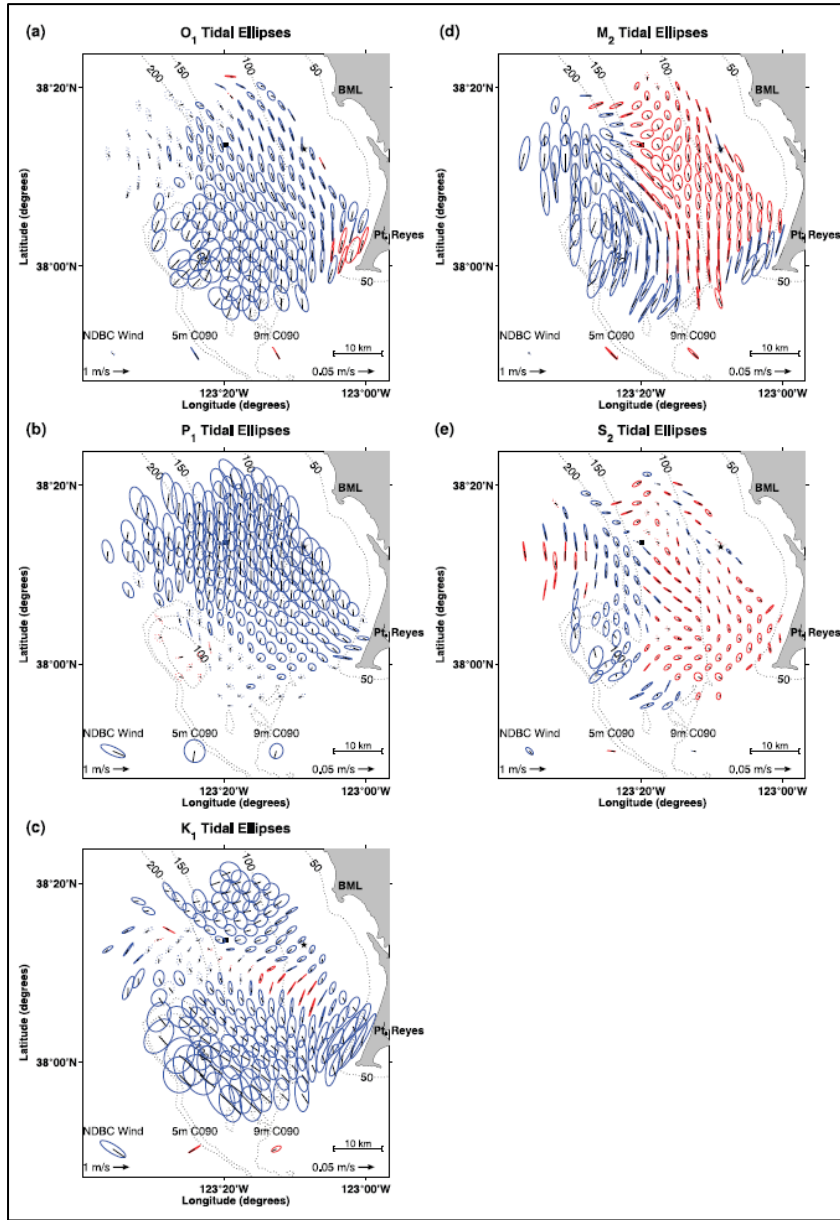 (a)
O1 Tidal Ellipses
200
150
100
50
BML
38°20'N
Latitude (degrees)
Pt. Reyes
38°00'N
50
NDBC Wind 5m C090 9m C090
10 km
1 m/s 0.05 m/s
123°20'W 123°00'W
Longitude (degrees)
(b)
P1 Tidal Ellipses
200
150
100
50
BML
38°20'N
Latitude (degrees)
Pt. Reyes
100
38°00'N
50
NDBC Wind 5m C090 9m C090
10 km
1 m/s 0.05 m/s
123°20'W 123°00'W
Longitude (degrees)
(c)
K1 Tidal Ellipses
200
150
100
50
BML
38°20'N
Latitude (degrees)
Pt. Reyes
38°00'N
50
NDBC Wind 5m C090 9m C090
10 km
1 m/s 0.05 m/s
123°20'W 123°00'W
Longitude (degrees)
(d)
M2 Tidal Ellipses
200
150
100
50
BML
38°20'N
Latitude (degrees)
Pt. Reyes
38°00'N
50
NDBC Wind 5m C090 9m C090
10 km
1 m/s 0.05 m/s
123°20'W 123°00'W
Longitude (degrees)
(e)
S2 Tidal Ellipses
200
150
100
50
BML
38°20'N
Latitude (degrees)
Pt. Reyes
100
38°00'N
50
NDBC Wind 5m C090 9m C090
10 km
1 m/s 0.05 m/s
123°20'W 123°00'W
Longitude (degrees)